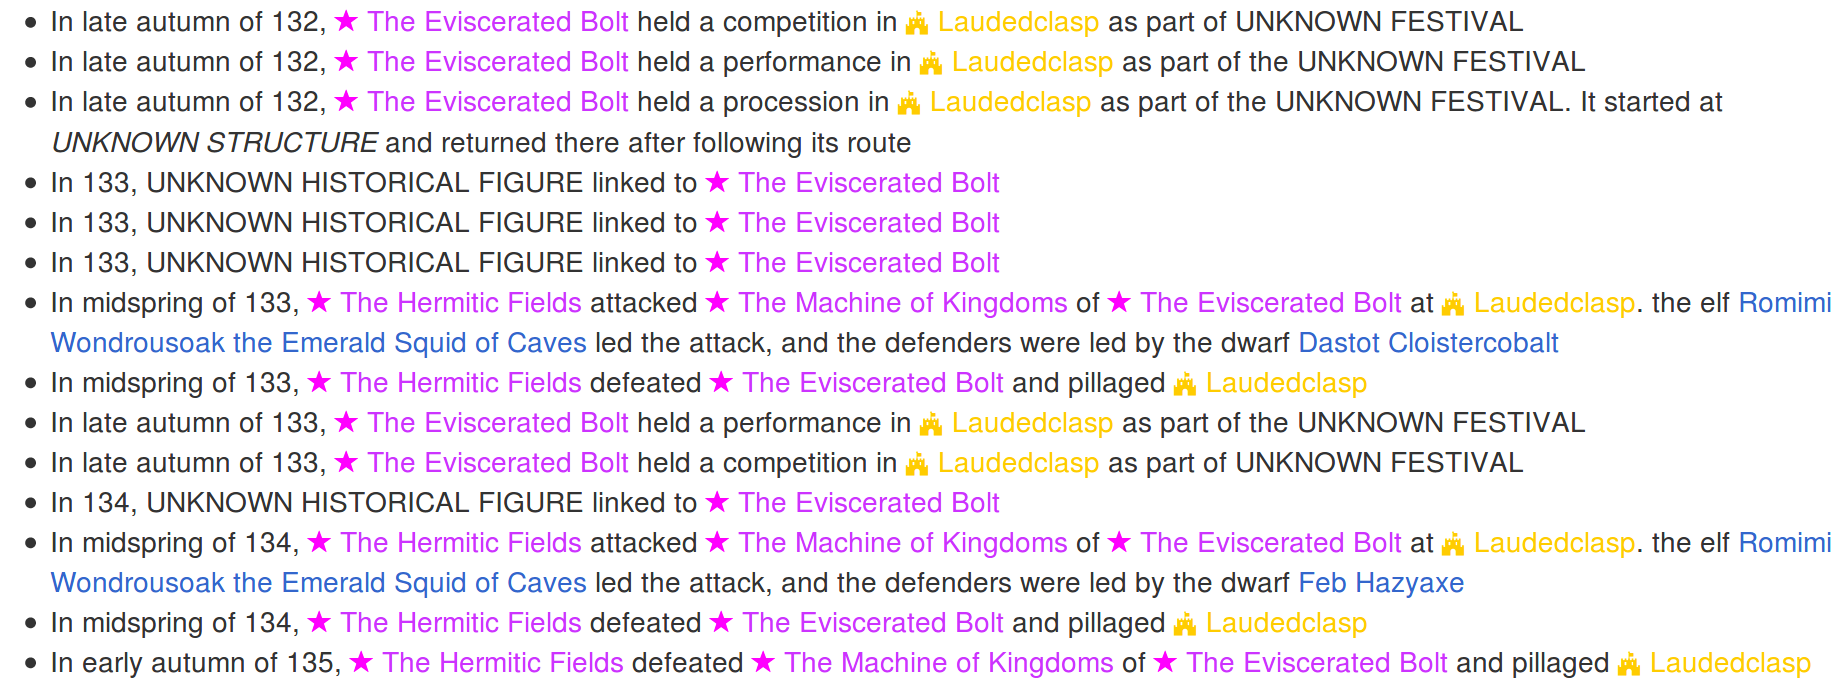 In late autumn of 132, ★ The Eviscerated Bolt held a competition in Laudedclasp as part of UNKNOWN FESTIVAL
In late autumn of 132, ★ The Eviscerated Bolt held a performance in Laudedclasp as part of the UNKNOWN FESTIVAL
In late autumn of 132, ★ The Eviscerated Bolt held a procession in Laudedclasp as part of the UNKNOWN FESTIVAL. It started at
UNKNOWN STRUCTURE and returned there after following its route
In 133, UNKNOWN HISTORICAL FIGURE linked to ★ The Eviscerated Bolt
In 133, UNKNOWN HISTORICAL FIGURE linked to ★ The Eviscerated Bolt
In 133, UNKNOWN HISTORICAL FIGURE linked to ★ The Eviscerated Bolt
In midspring of 133, ★ The Hermitic Fields attacked ★ The Machine of Kingdoms of ★ The Eviscerated Bolt at Laudedclasp. the elf Romimi
Wondrousoak the Emerald Squid of Caves led the attack, and the defenders were led by the dwarf Dastot Cloistercobalt
In midspring of 133, ★ The Hermitic Fields defeated ★ The Eviscerated Bolt and pillaged Laudedclasp
In late autumn of 133, ★ The Eviscerated Bolt held a performance in Laudedclasp as part of the UNKNOWN FESTIVAL
In late autumn of 133, ★ The Eviscerated Bolt held a competition in Laudedclasp as part of UNKNOWN FESTIVAL
In 134, UNKNOWN HISTORICAL FIGURE linked to ★ The Eviscerated Bolt
In midspring of 134, ★ The Hermitic Fields attacked ★ The Machine of Kingdoms of ★ The Eviscerated Bolt at Laudedclasp. the elf Romimi
Wondrousoak the Emerald Squid of Caves led the attack, and the defenders were led by the dwarf Feb Hazyaxe
In midspring of 134, ★ The Hermitic Fields defeated ★ The Eviscerated Bolt and pillaged Laudedclasp
In early autumn of 135, ★ The Hermitic Fields defeated ★ The Machine of Kingdoms of ★ The Eviscerated Bolt and pillaged Laudedclasp